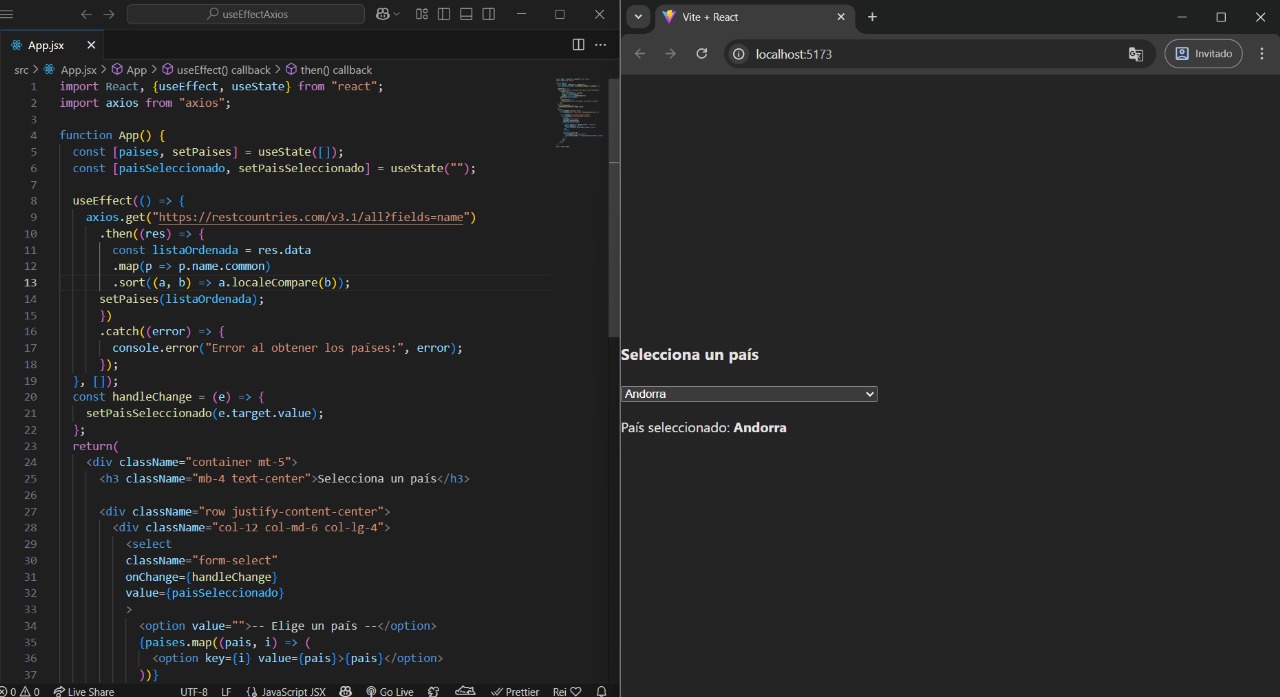 useEffectAxios
App.jsx
src > App.jsx > App > useEffect() callback > then() callback
1 import React, {useEffect, useState} from "react";
2 import axios from "axios";
3
4 function App() {
5 const [paises, setPaises] = useState([]);
6 const [paisSeleccionado, setPaisSeleccionado] = useState("");
7
8 useEffect(() => {
9 axios.get("https://restcountries.com/v3.1/all?fields=name")
10 .then((res) => {
11 const listaOrdenada = res.data
12 .map(p => p.name.common)
13 .sort((a, b) => a.localeCompare(b));
14 setPaises(listaOrdenada);
15 })
16 .catch((error) => {
17 console.error("Error al obtener los países:", error);
18 });
19 }, []);
20 const handleChange = (e) => {
21 setPaisSeleccionado(e.target.value);
22 };
23 return(
24 <div className="container mt-5">
25 <h3 className="mb-4 text-center">Selecciona un país</h3>
26
27 <div className="row justify-content-center">
28 <div className="col-12 col-md-6 col-lg-4">
29 <select
30 className="form-select"
31 onChange={handleChange}
32 value={paisSeleccionado}
33 >
34 <option value="">-- Elige un país --</option>
35 {paises.map((pais, i) => (
36 <option key={i} value={pais}>{pais}</option>
37 ))}
0 0 Live Share UTF-8 LF {} JavaScript JSX Go Live Prettier Rei
Vite + React
localhost:5173
Invitado
Selecciona un país
Andorra
País seleccionado: Andorra